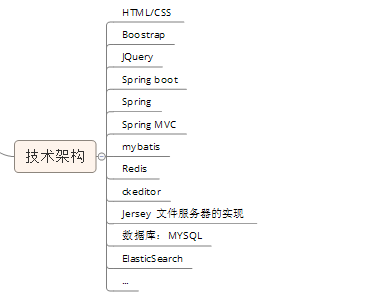 HTML/CSS
Boostrap
JQuery
Spring boot
Spring
Spring MVC
mybatis
技术架构
Redis
ckeditor
Jersey 文件服务器的实现
数据库：MYSQL
ElasticSearch
...